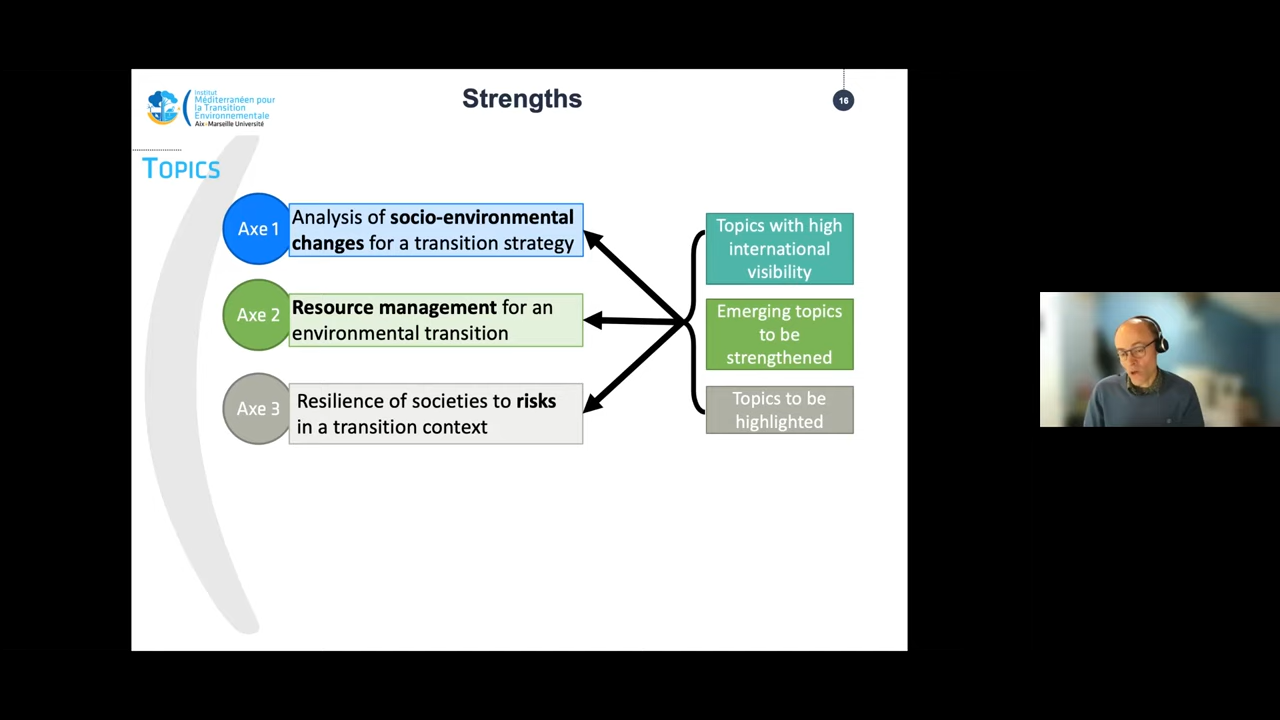 Institut
Méditerranéen pour
la Transition
Environnementale
Aix-Marseille Université
Strengths
16
TOPICS
Axe 1
Analysis of socio-environmental
changes for a transition strategy
Axe 2
Resource management for an
environmental transition
Axe 3
Resilience of societies to risks
in a transition context
Topics with high
international
visibility
Emerging topics
to be
strengthened
Topics to be
highlighted